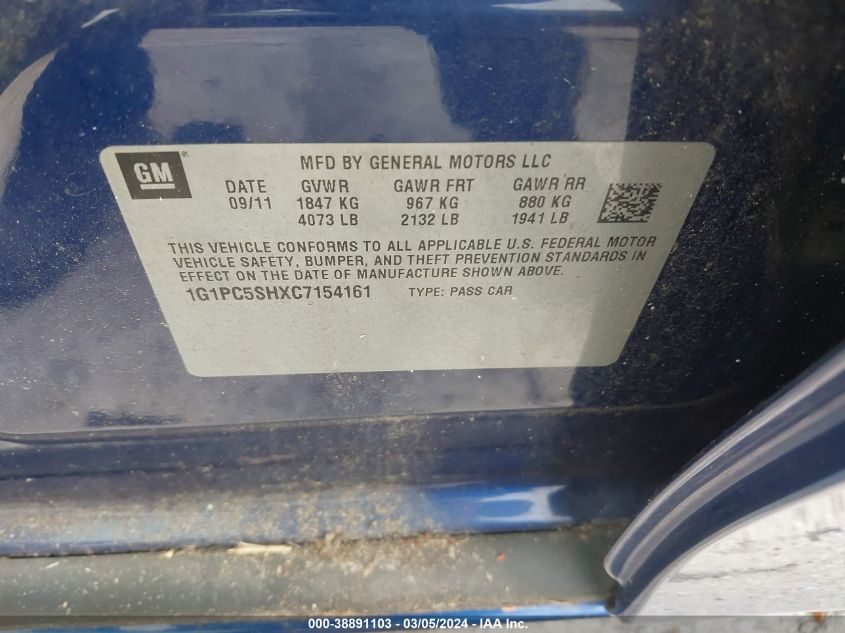 GM ®
MFD BY GENERAL MOTORS LLC
DATE GVWR GAWR FRT GAWR RR
09/11 1847 KG 967 KG 880 KG
4073 LB 2132 LB 1941 LB
THIS VEHICLE CONFORMS TO ALL APPLICABLE U.S. FEDERAL MOTOR
VEHICLE SAFETY, BUMPER, AND THEFT PREVENTION STANDARDS IN
EFFECT ON THE DATE OF MANUFACTURE SHOWN ABOVE.
1G1PC5SHXC7154161 TYPE: PASS CAR
000-38891103 - 03/05/2024 - IAA Inc.